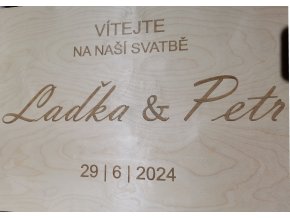 VÍTEJTE
NA NAŠÍ SVATBĚ
Laďka & Petr
29 | 6 | 2024